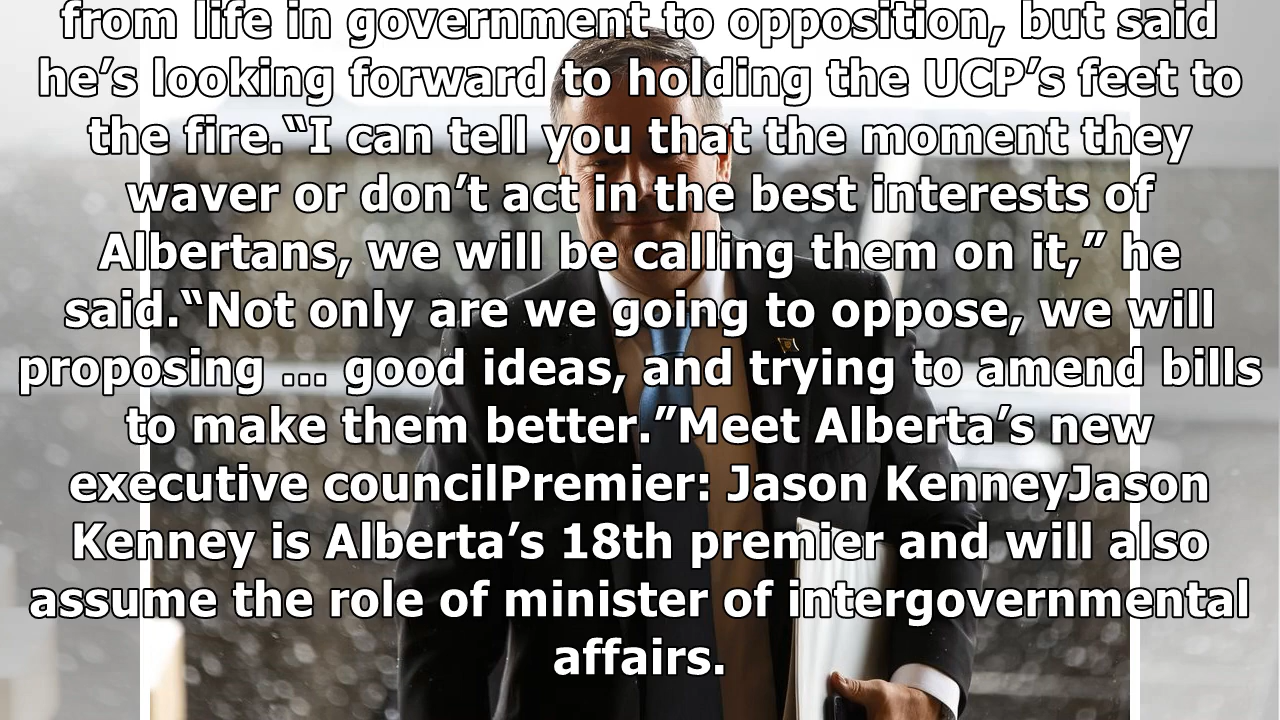 from life in government to opposition, but said
he’s looking forward to holding the UCP’s feet to
the fire.“I can tell you that the moment they
waver or don’t act in the best interests of
Albertans, we will be calling them on it,” he
said.“Not only are we going to oppose, we will
proposing ... good ideas, and trying to amend bills
to make them better.”Meet Alberta’s new
executive councilPremier: Jason KenneyJason
Kenney is Alberta’s 18th premier and will also
assume the role of minister of intergovernmental
affairs.